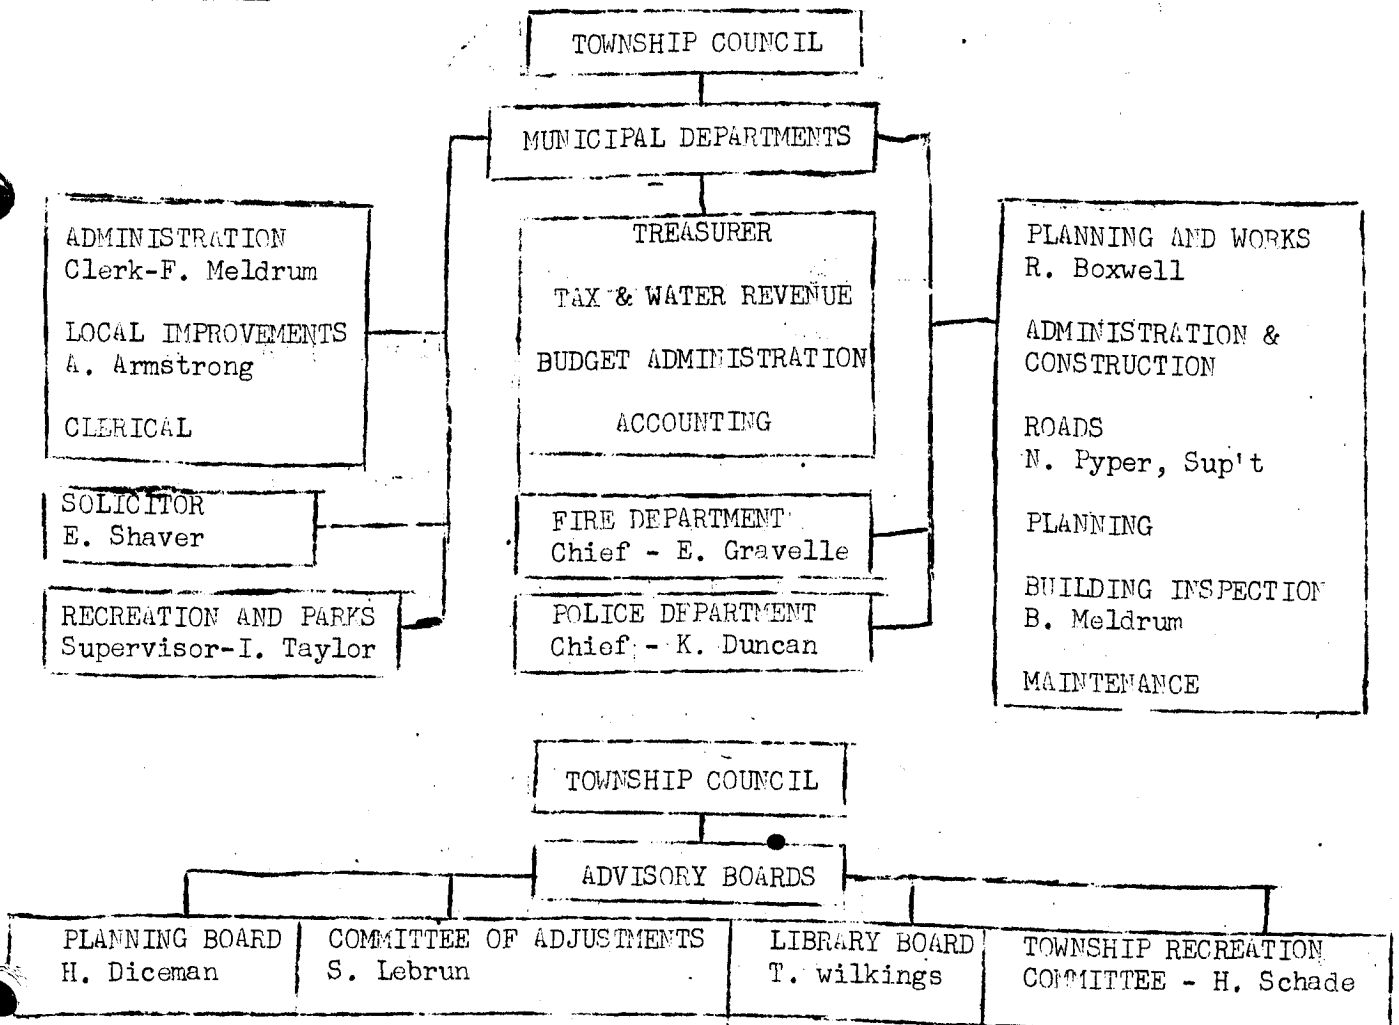 TOWNSHIP COUNCIL
MUNICIPAL DEPARTMENTS
ADMINISTRATION
Clerk-F. Meldrum
LOCAL IMPROVEMENTS
A. Armstrong
CLERICAL
SOLICITOR
E. Shaver
RECREATION AND PARKS
Supervisor-I. Taylor
TREASURER
TAX & WATER REVENUE
BUDGET ADMINISTRATION
ACCOUNTING
FIRE DEPARTMENT
Chief - E. Gravelle
POLICE DEPARTMENT
Chief - K. Duncan
PLANNING AND WORKS
R. Boxwell
ADMINISTRATION &
CONSTRUCTION
ROADS
N. Pyper, Sup't
PLANNING
BUILDING INSPECTION
B. Meldrum
MAINTENANCE
TOWNSHIP COUNCIL
ADVISORY BOARDS
PLANNING BOARD
H. Diceman
COMMITTEE OF ADJUSTMENTS
S. Lebrun
LIBRARY BOARD
T. wilkings
TOWNSHIP RECREATION
COMMITTEE - H. Schade